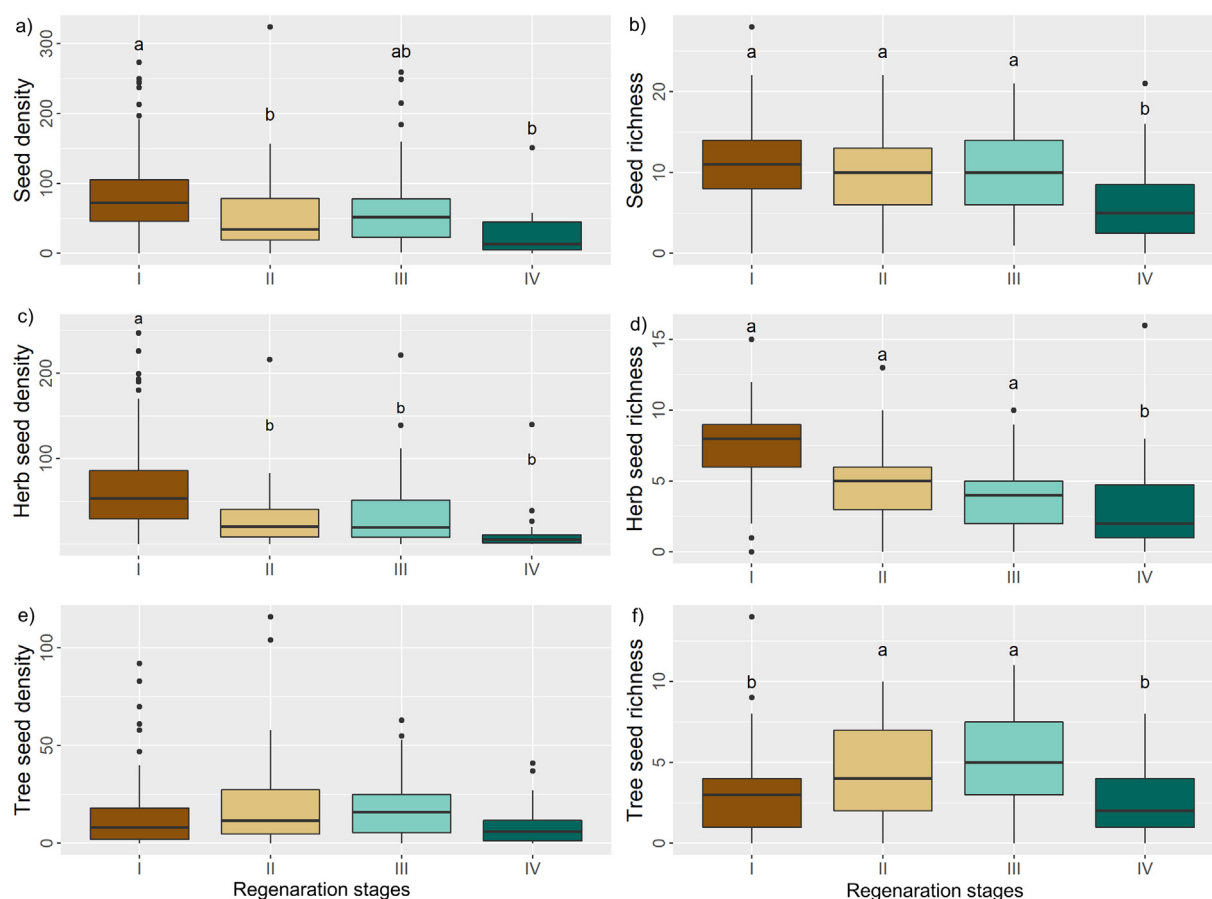 a)
Seed density
300
200
100
0
a
b
ab
b
I II III IV
b)
Seed richness
20
10
0
a
a
a
b
I II III IV
c)
Herb seed density
200
100
a
b
b
b
I II III IV
d)
Herb seed richness
15
10
5
0
a
a
a
b
I II III IV
e)
Tree seed density
100
50
0
I II III IV
Regenaration stages
f)
Tree seed richness
10
5
0
b
a
a
b
I II III IV
Regenaration stages